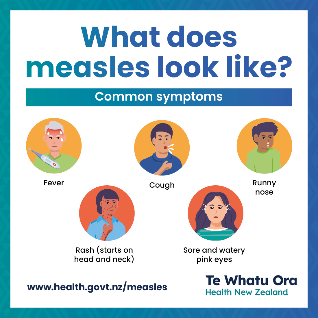 What does
measles look like?
Common symptoms
Fever
Cough
Runny
nose
Rash (starts on
head and neck)
Sore and watery
pink eyes
www.health.govt.nz/measles
Te Whatu Ora
Health New Zealand